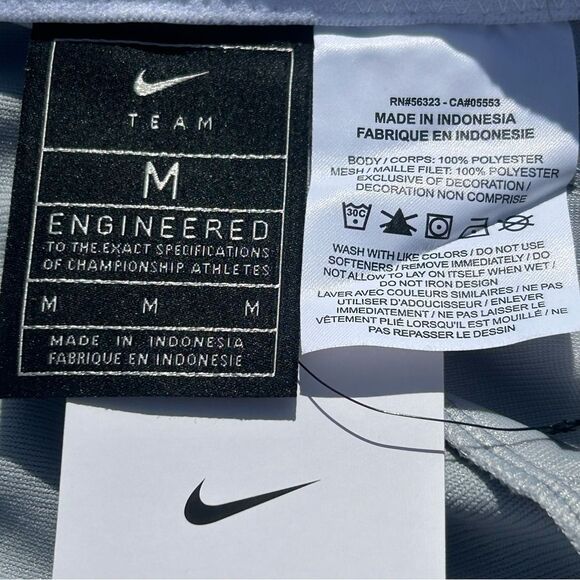 TEAM
M
ENGINEERED
TO THE EXACT SPECIFICATIONS
OF CHAMPIONSHIP ATHLETES
M M M
MADE IN INDONESIA
FABRIQUE EN INDONESIE
RN#56323 - CA#05553
MADE IN INDONESIA
FABRIQUE EN INDONESIE
BODY / CORPS: 100% POLYESTER
MESH / MAILLE FILET: 100% POLYESTER
EXCLUSIVE OF DECORATION /
DECORATION NON COMPRISE
30C
WASH WITH LIKE COLORS / DO NOT USE
SOFTENERS / REMOVE IMMEDIATELY / DO
NOT ALLOW TO LAY ON ITSELF WHEN WET /
DO NOT IRON DESIGN
LAVER AVEC COULEURS SIMILAIRES / NE PAS
UTILISER D'ADOUCISSEUR / ENLEVER
IMMEDIATEMENT / NE PAS LAISSER LE
VÊTEMENT PLIÉ LORSQU'IL EST MOUILLÉ / NE
PAS REPASSER LE DESSIN